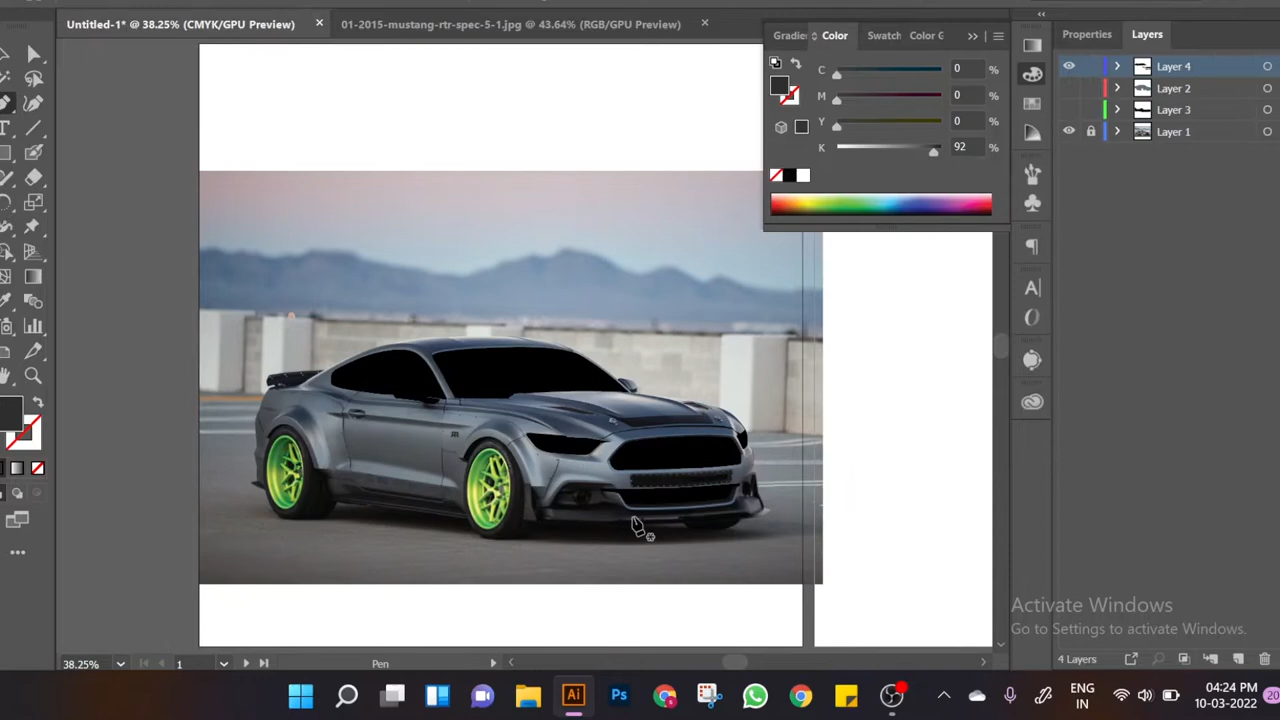 Untitled-1* @ 38.25% (CMYK/GPU Preview) ×
01-2015-mustang-rtr-spec-5-1.jpg @ 43.64% (RGB/GPU Preview) ×
Gradie Color Swatch Color G
C 0 %
M 0 %
Y 0 %
K 92 %
Properties Layers
Layer 4
Layer 2
Layer 3
Layer 1
Activate Windows
Go to Settings to activate Windows.
38.25% 1 Pen
4 Layers
Ai Ps
ENG
IN
04:24 PM
10-03-2022
20